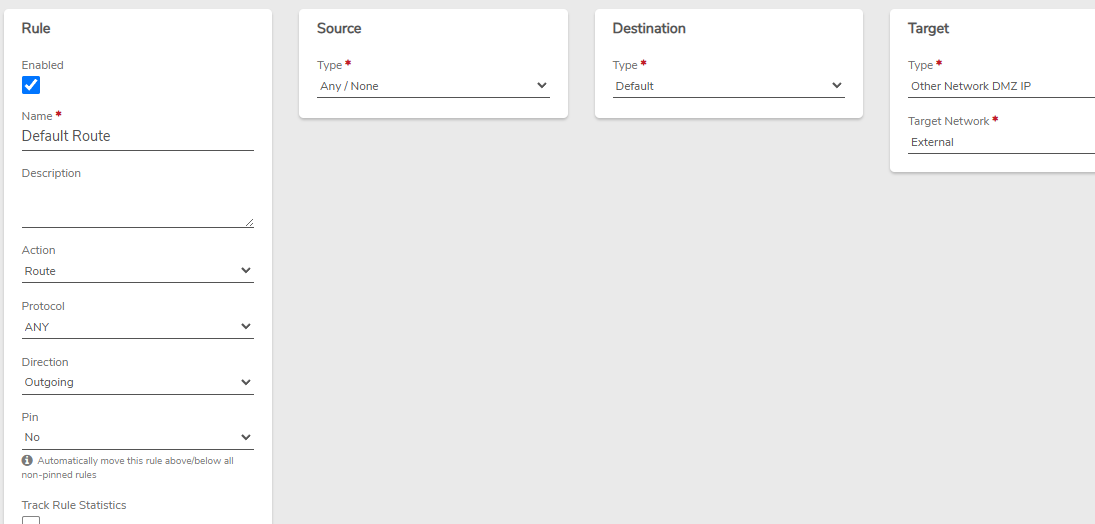 Rule
Enabled
Name *
Default Route
Description
Action
Route
Protocol
ANY
Direction
Outgoing
Pin
No
Automatically move this rule above/below all
non-pinned rules
Track Rule Statistics
Source
Type *
Any / None
Destination
Type *
Default
Target
Type *
Other Network DMZ IP
Target Network *
External